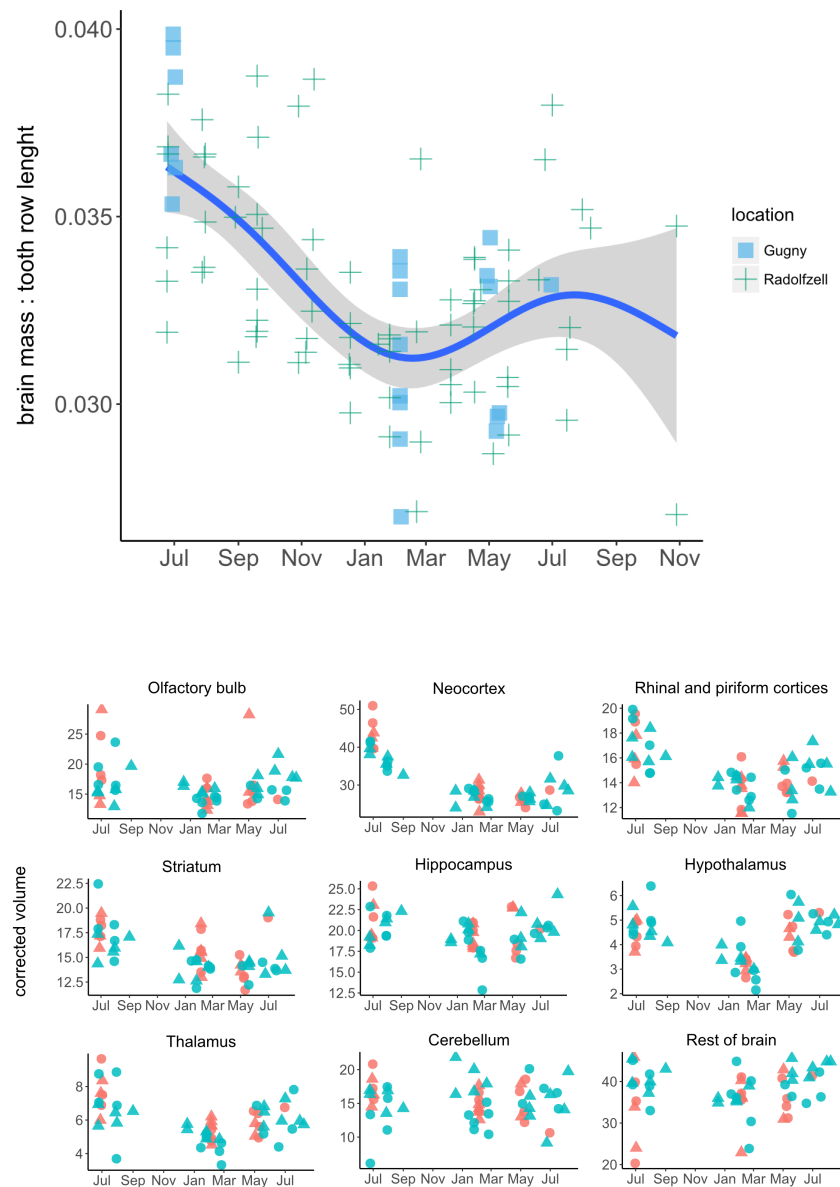 0.040
0.035
0.030
brain mass : tooth row lenght
Jul Sep Nov Jan Mar May Jul Sep Nov
location
Gugny
Radolfzell
Olfactory bulb
25
20
15
Jul Sep Nov Jan Mar May Jul
Neocortex
50
40
30
Jul Sep Nov Jan Mar May Jul
Rhinal and piriform cortices
20
18
16
14
12
Jul Sep Nov Jan Mar May Jul
corrected volume
Striatum
22.5
20.0
17.5
15.0
12.5
Jul Sep Nov Jan Mar May Jul
Hippocampus
25.0
22.5
20.0
17.5
15.0
12.5
Jul Sep Nov Jan Mar May Jul
Hypothalamus
6
5
4
3
2
Jul Sep Nov Jan Mar May Jul
Thalamus
8
6
4
Jul Sep Nov Jan Mar May Jul
Cerebellum
20
15
10
Jul Sep Nov Jan Mar May Jul
Rest of brain
40
30
20
Jul Sep Nov Jan Mar May Jul